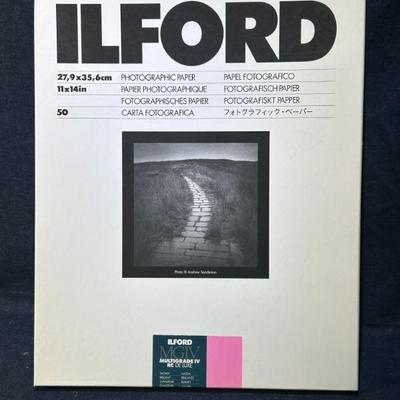 ILFORD
27,9x35,6cm PHOTOGRAPHIC PAPER PAPEL FOTOGRAFICO
11x14in PAPIER PHOTOGRAPHIQUE FOTOGRAFISCH PAPIER
FOTOGRAFISCHES PAPIER FOTOGRAFISKT PAPPER
50 CARTA FOTOGRAFICA フォトグラフィック・ペーパー
Photo © Andrew Sanderson
ILFORD
MGIV
MULTIGRADE IV
RC DE LUXE